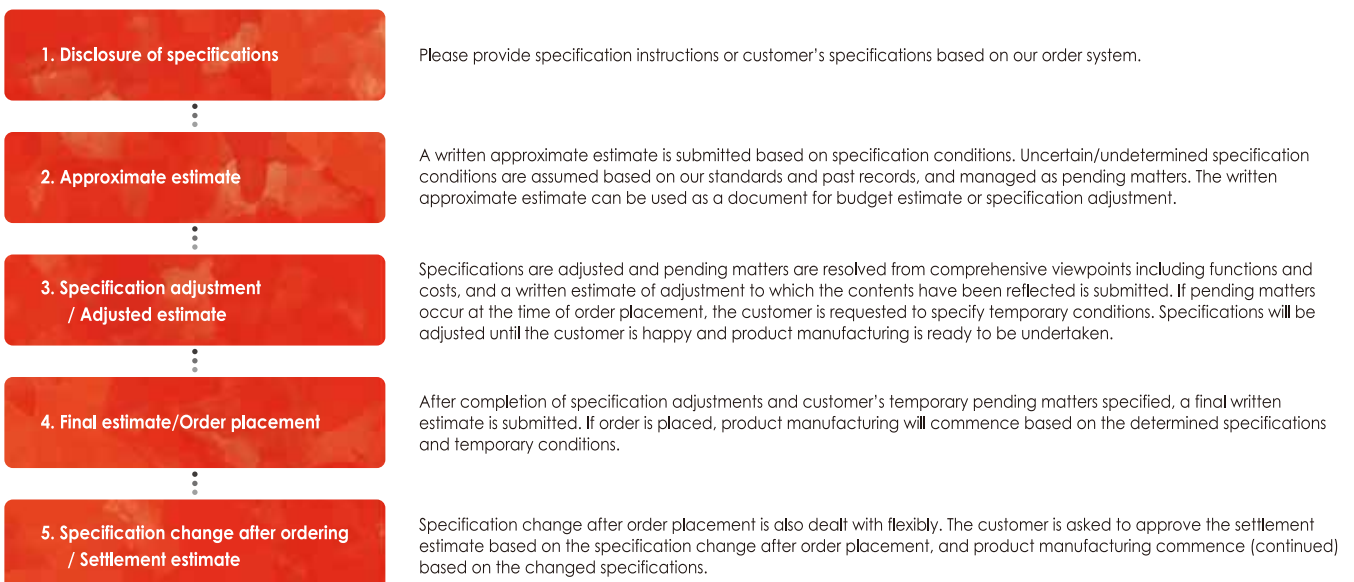 1. Disclosure of specifications
Please provide specification instructions or customer's specifications based on our order system.
2. Approximate estimate
A written approximate estimate is submitted based on specification conditions. Uncertain/undetermined specification
conditions are assumed based on our standards and past records, and managed as pending matters. The written
approximate estimate can be used as a document for budget estimate or specification adjustment.
3. Specification adjustment
/ Adjusted estimate
Specifications are adjusted and pending matters are resolved from comprehensive viewpoints including functions and
costs, and a written estimate of adjustment to which the contents have been reflected is submitted. If pending matters
occur at the time of order placement, the customer is requested to specify temporary conditions. Specifications will be
adjusted until the customer is happy and product manufacturing is ready to be undertaken.
4. Final estimate/Order placement
After completion of specification adjustments and customer's temporary pending matters specified, a final written
estimate is submitted. If order is placed, product manufacturing will commence based on the determined specifications
and temporary conditions.
5. Specification change after ordering
/ Settlement estimate
Specification change after order placement is also dealt with flexibly. The customer is asked to approve the settlement
estimate based on the specification change after order placement, and product manufacturing commence (continued)
based on the changed specifications.